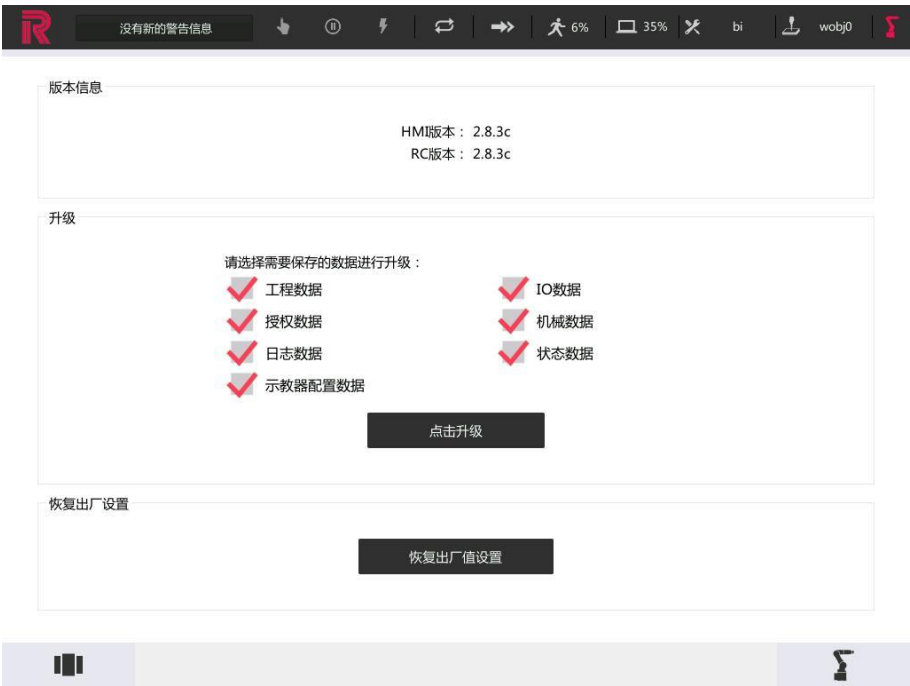 没有新的警告信息 6% 35% bi wobj0
版本信息
HMI版本： 2.8.3c
RC版本： 2.8.3c
升级
请选择需要保存的数据进行升级：
工程数据 IO数据
授权数据 机械数据
日志数据 状态数据
示教器配置数据
点击升级
恢复出厂设置
恢复出厂值设置